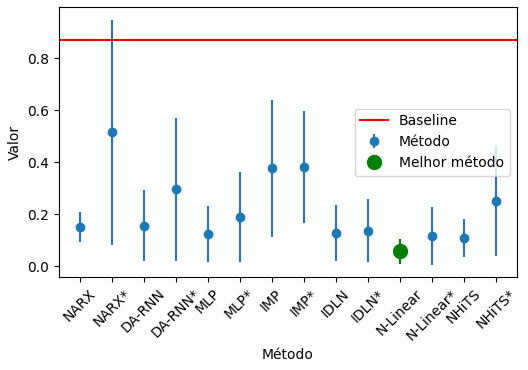 Valor
0.8
0.6
0.4
0.2
0.0
Baseline
Método
Melhor método
NARX
NARX*
DA-RNN
DA-RNN*
MLP
MLP*
IMP
IMP*
IDLN
IDLN*
N-Linear
N-Linear*
NHiTS
NHiTS*
Método